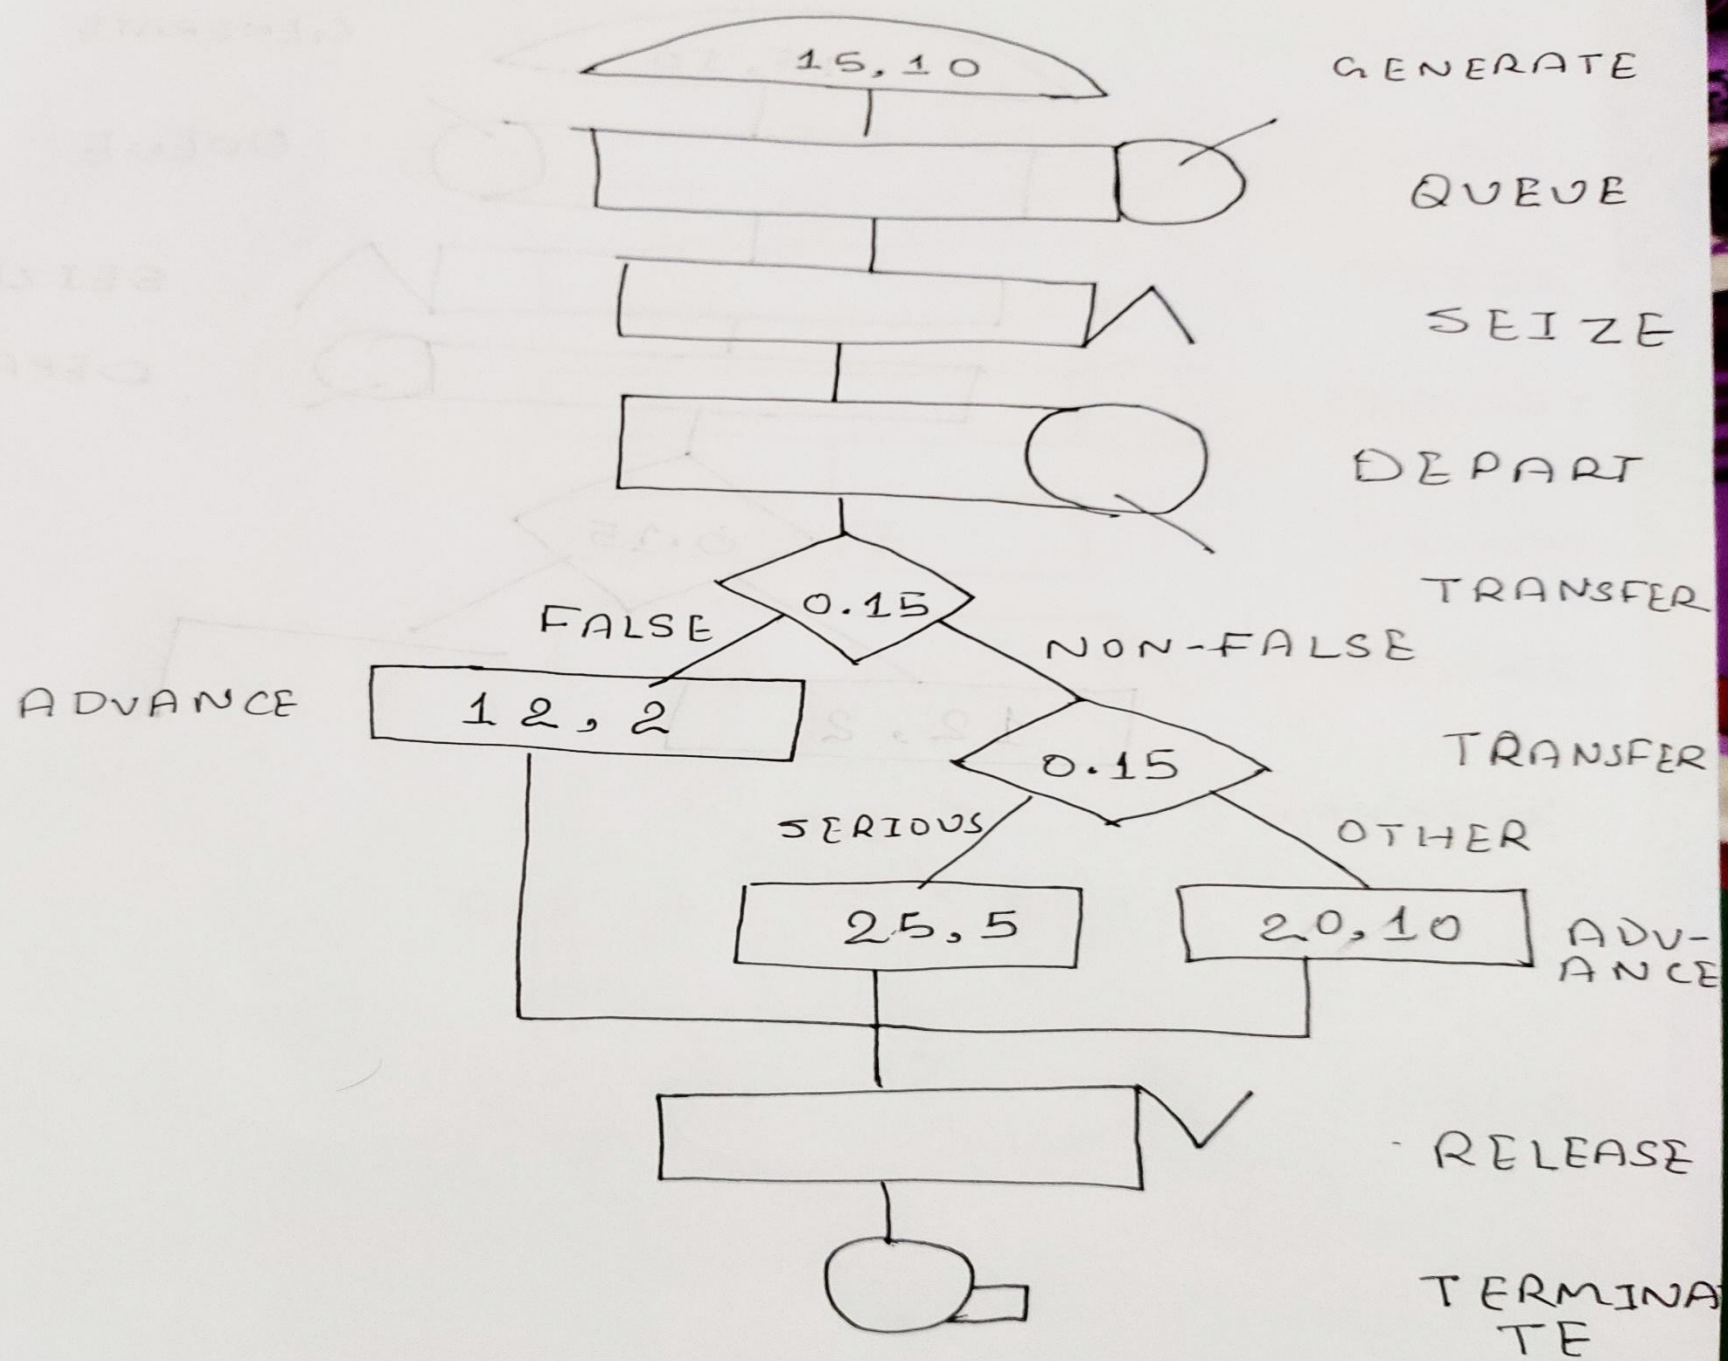 15,10 GENERATE
QUEUE
SEIZE
DEPART
0.15 TRANSFER
FALSE NON-FALSE
ADVANCE 12,2
0.15 TRANSFER
SERIOUS OTHER
25,5 20,10 ADV-
ANCE
RELEASE
TERMINA
TE